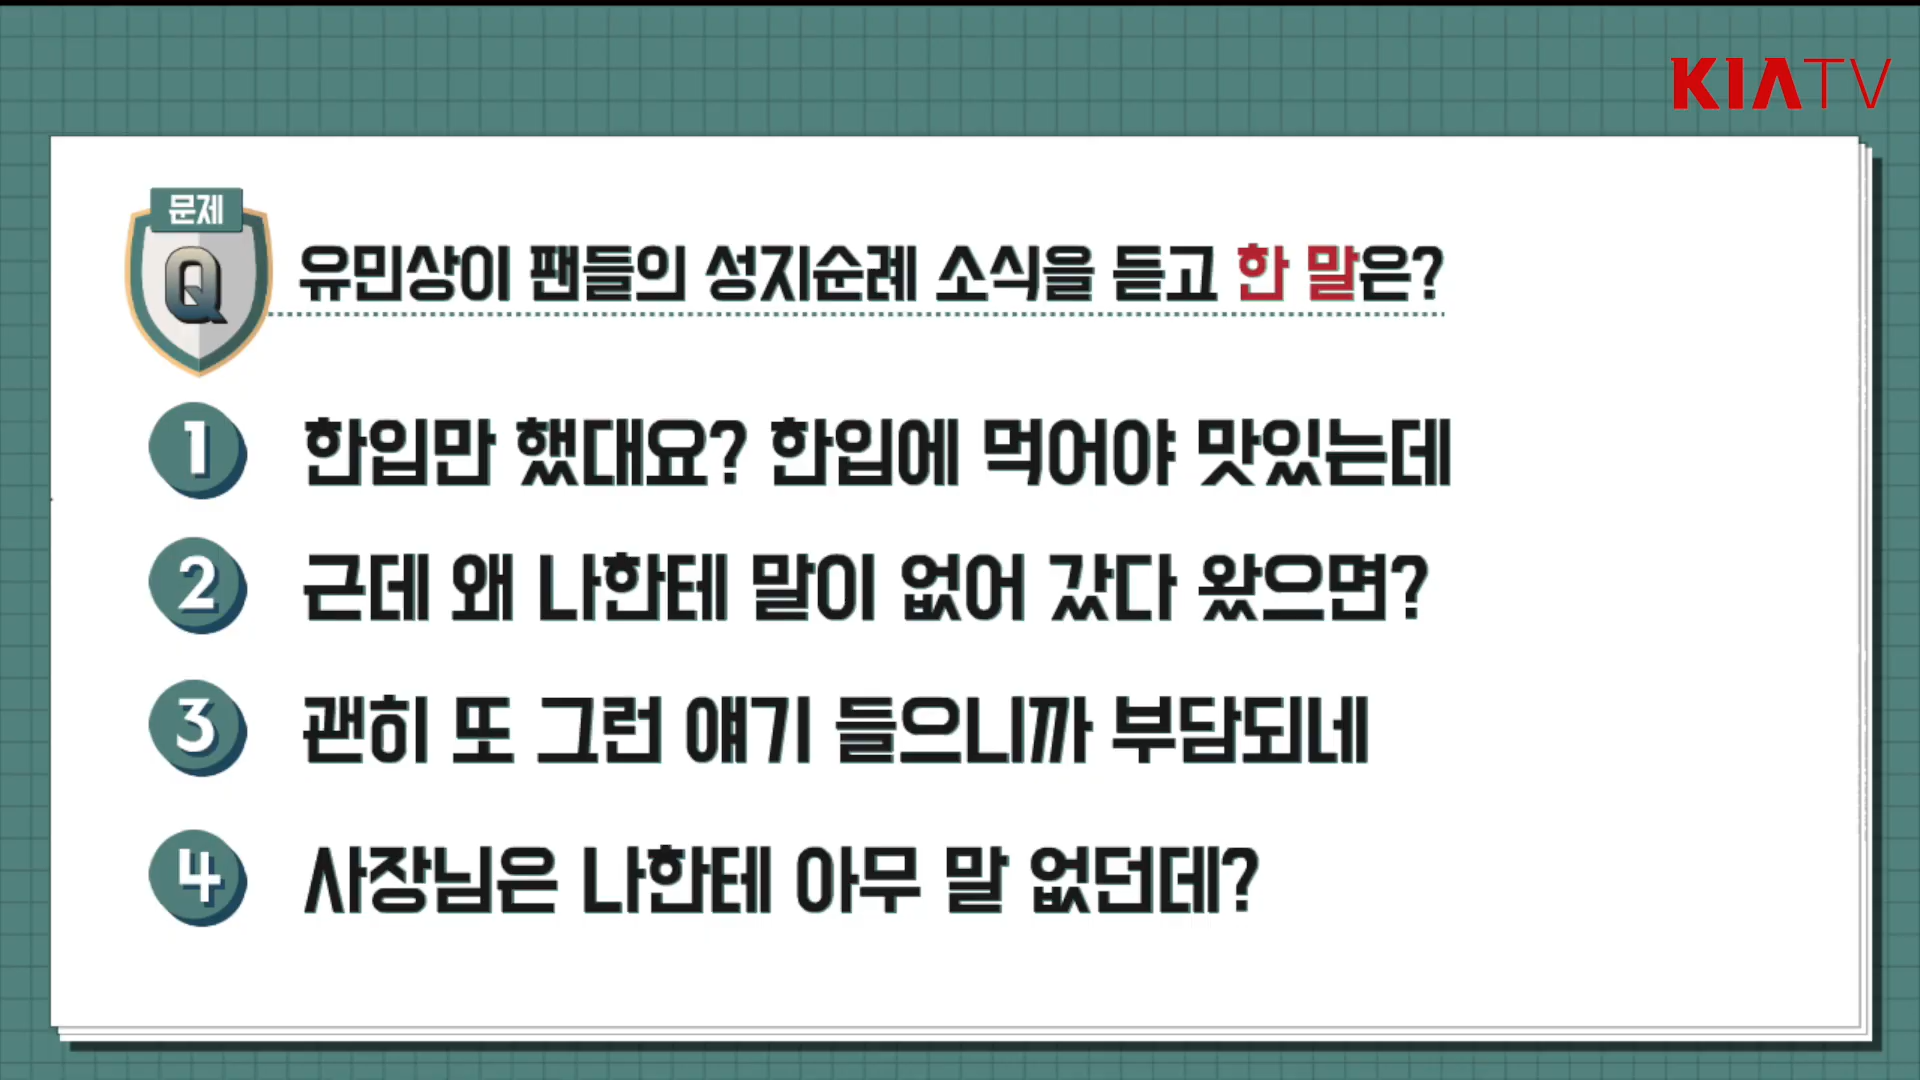 KIA TV
문제
Q 유민상이 팬들의 성지순례 소식을 듣고 한 말은?
1 한입만 했대요? 한입에 먹어야 맛있는데
2 근데 왜 나한테 말이 없어 갔다 왔으면?
3 괜히 또 그런 얘기 들으니까 부담되네
4 사장님은 나한테 아무 말 없던데?